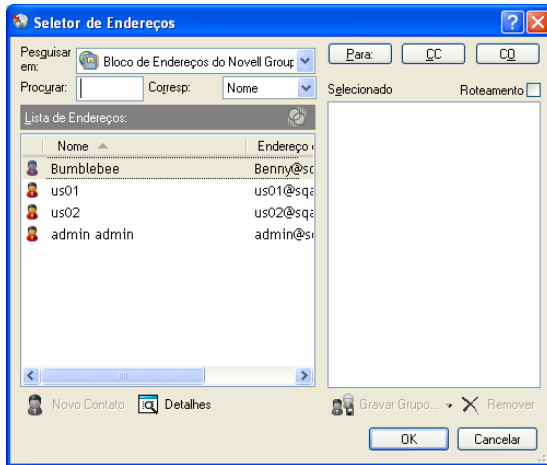 Seletor de Endereços
Pesquisar em:
Bloco de Endereços do Novell Group
Para:
CC
CO
Procurar:
Corresp:
Nome
Selecionado
Roteamento
Lista de Endereços:
Nome
Endereço
Bumblebee
Benny@sc
us01
us01@sqa
us02
us02@sqa
admin admin
admin@s
Novo Contato
Detalhes
Gravar Grupo...
Remover
OK
Cancelar